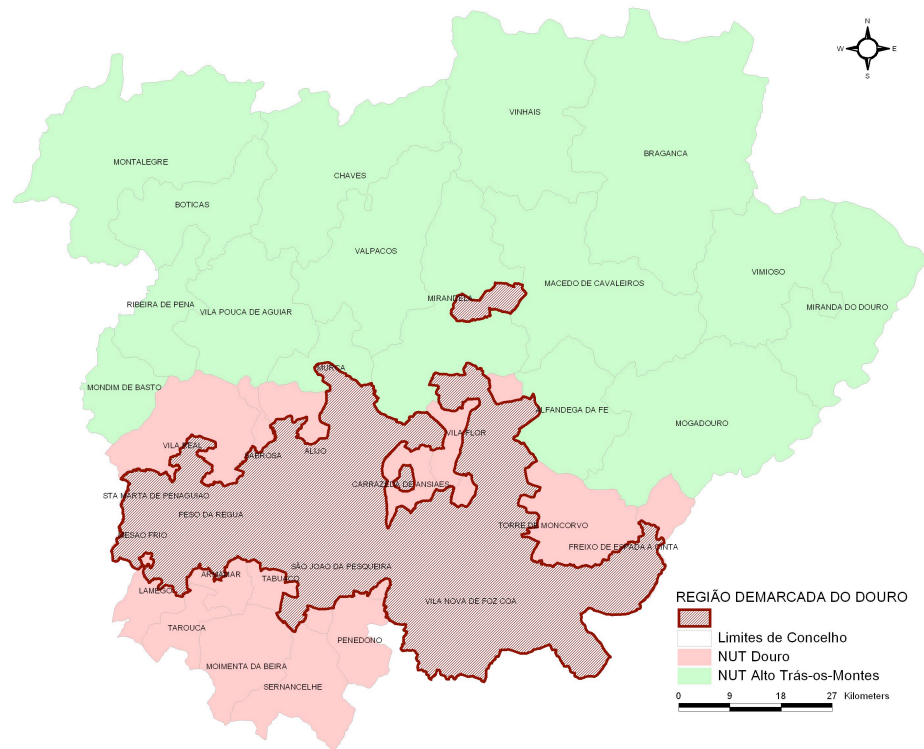 N
W E
S
VINHAIS
BRAGANCA
MONTALEGRE
CHAVES
BOTICAS
VALPACOS
VIMIOSO
MACEDO DE CAVALEIROS
MIRANDELA
RIBEIRA DE PENA
VILA POUCA DE AGUIAR
MIRANDA DO DOURO
MURCA
MONDIM DE BASTO
ALFANDEGA DA FE
MOGADOURO
VILA FLOR
VILA REAL
ALIJO
SABROSA
CARRAZEDA DE ANSIAES
STA MARTA DE PENAGUIAO
PESO DA REGUA
TORRE DE MONCORVO
MESAO FRIO
FREIXO DE ESPADA A CINTA
SÃO JOAO DA PESQUEIRA
ARMAMAR
TABUACO
LAMEGO
VILA NOVA DE FOZ COA
TAROUCA
PENEDONO
MOIMENTA DA BEIRA
SERNANCELHE
REGIÃO DEMARCADA DO DOURO
Limites de Concelho
NUT Douro
NUT Alto Trás-os-Montes
0 9 18 27 Kilometers